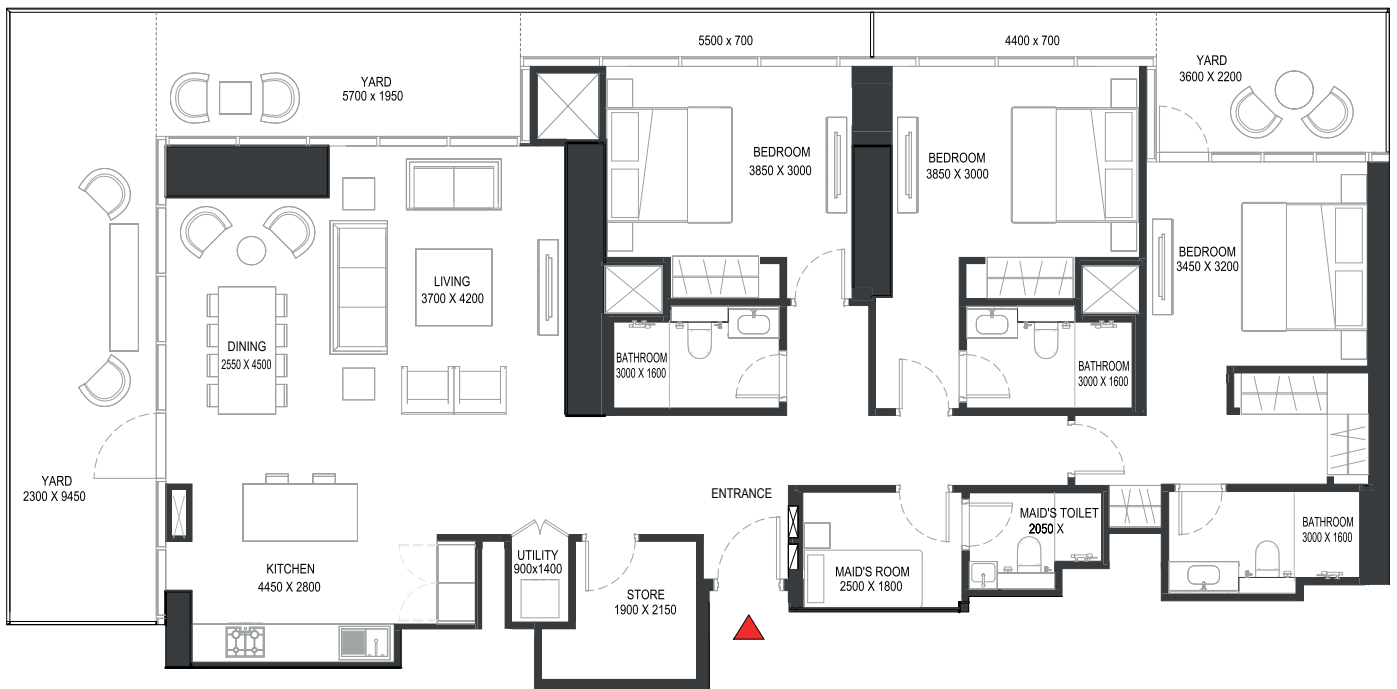 5500 x 700
4400 x 700
YARD
5700 x 1950
YARD
3600 X 2200
BEDROOM
3850 X 3000
BEDROOM
3850 X 3000
BEDROOM
3450 X 3200
LIVING
3700 X 4200
DINING
2550 X 4500
BATHROOM
3000 X 1600
BATHROOM
3000 X 1600
YARD
2300 X 9450
ENTRANCE
MAID'S TOILET
2050 X
BATHROOM
3000 X 1600
KITCHEN
4450 X 2800
UTILITY
900x1400
STORE
1900 X 2150
MAID'S ROOM
2500 X 1800